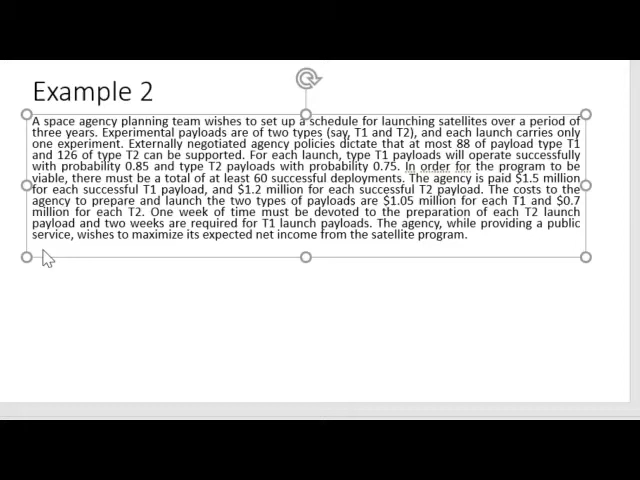 Example 2
A space agency planning team wishes to set up a schedule for launching satellites over a period of
three years. Experimental payloads are of two types (say, T1 and T2), and each launch carries only
one experiment. Externally negotiated agency policies dictate that at most 88 of payload type T1
and 126 of type T2 can be supported. For each launch, type T1 payloads will operate successfully
with probability 0.85 and type T2 payloads with probability 0.75. In order for the program to be
viable, there must be a total of at least 60 successful deployments. The agency is paid $1.5 million
for each successful T1 payload, and $1.2 million for each successful T2 payload. The costs to the
agency to prepare and launch the two types of payloads are $1.05 million for each T1 and $0.7
million for each T2. One week of time must be devoted to the preparation of each T2 launch
payload and two weeks are required for T1 launch payloads. The agency, while providing a public
service, wishes to maximize its expected net income from the satellite program.